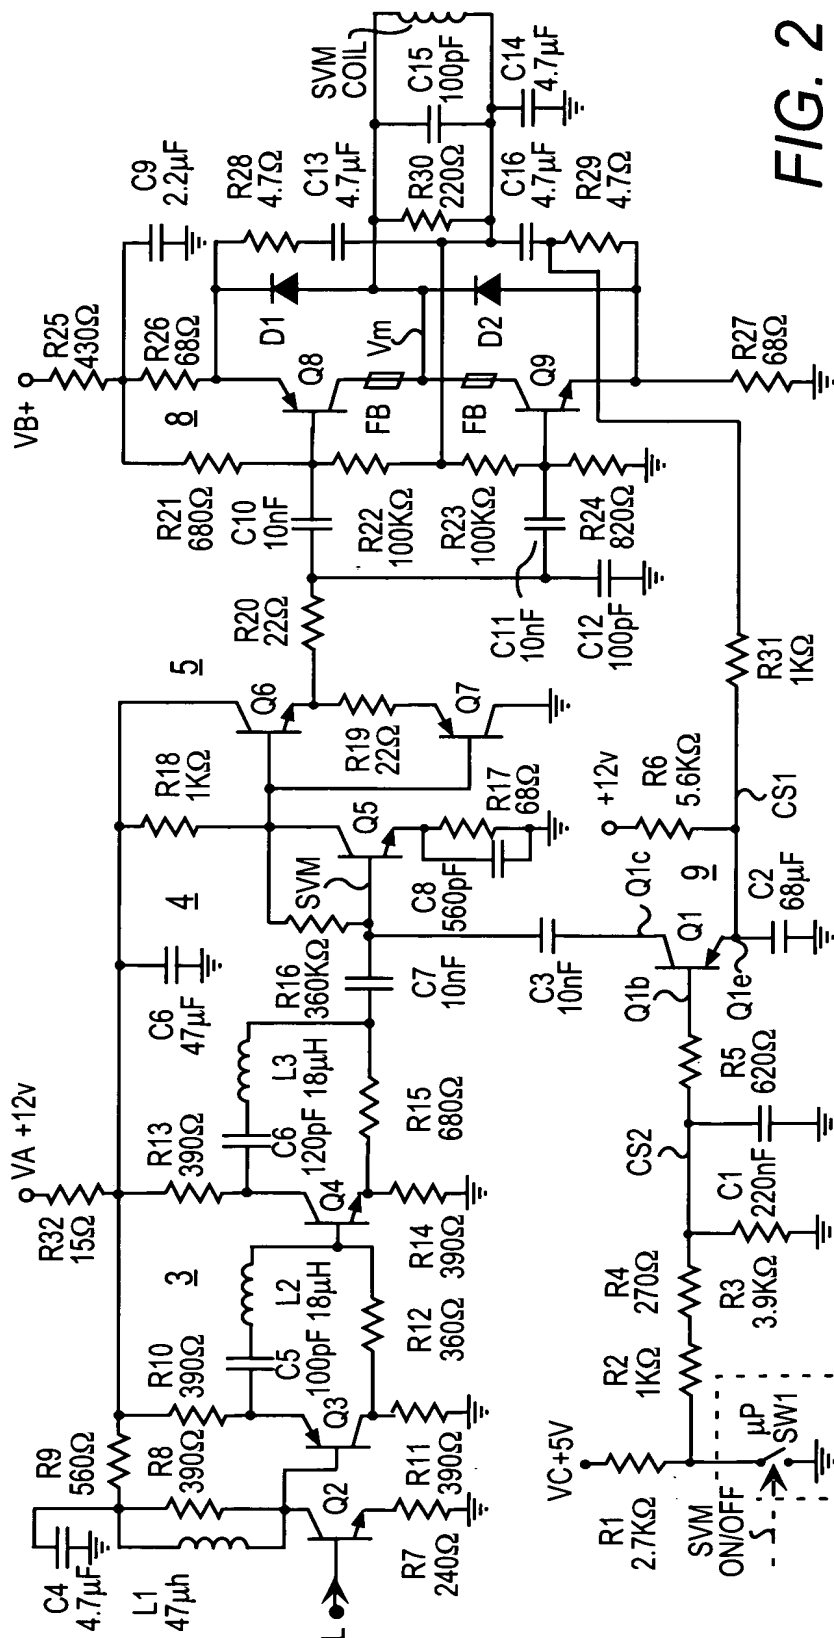 C4
4.7µF
L1
47µh
L
R9
560Ω
R8
390Ω
Q2
R7
240Ω
R10
390Ω
C5
100pF
L2
18µH
Q3
R11
390Ω
R12
360Ω
3
R32
15Ω
VA +12v
R13
390Ω
C6
120pF
L3
18µH
Q4
R14
390Ω
R15
680Ω
C6
47µF
4
R16
360KΩ
C7
10nF
SVM
R18
1KΩ
Q5
C8
560pF
R17
68Ω
5
Q6
R19
22Ω
Q7
R20
22Ω
VB+
R25
430Ω
C9
2.2µF
R26
68Ω
8
R21
680Ω
C10
10nF
R22
100KΩ
R23
100KΩ
C11
10nF
C12
100pF
R24
820Ω
Q8
FB
Vm
FB
Q9
D1
D2
R27
68Ω
R28
4.7Ω
C13
4.7µF
R30
220Ω
C16
4.7µF
R29
4.7Ω
SVM
COIL
C15
100pF
C14
4.7µF
VC+5V
R1
2.7KΩ
SVM
ON/OFF
µP
SW1
R2
1KΩ
R4
270Ω
R3
3.9KΩ
CS2
C1
220nF
R5
620Ω
Q1b
Q1e
Q1
Q1c
C3
10nF
9
C2
68µF
+12v
R6
5.6KΩ
CS1
R31
1KΩ
FIG. 2